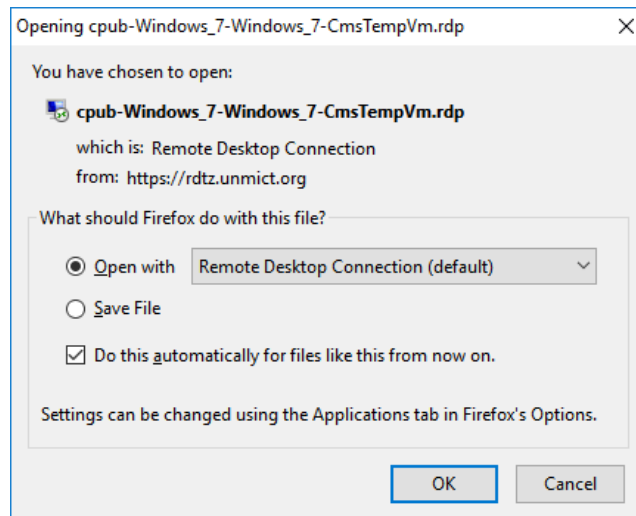 Opening cpub-Windows_7-Windows_7-CmsTempVm.rdp
You have chosen to open:
cpub-Windows_7-Windows_7-CmsTempVm.rdp
which is: Remote Desktop Connection
from: https://rdtz.unmict.org
What should Firefox do with this file?
Open with Remote Desktop Connection (default)
Save File
Do this automatically for files like this from now on.
Settings can be changed using the Applications tab in Firefox's Options.
OK Cancel